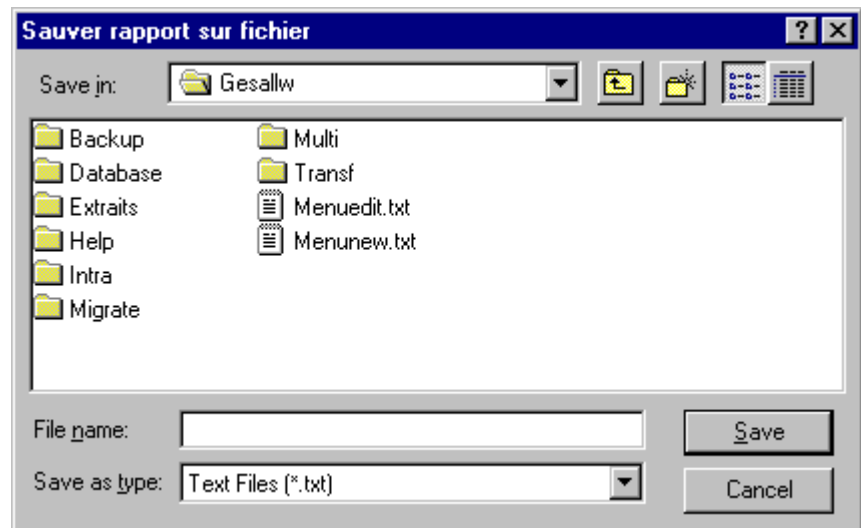 Sauver rapport sur fichier
Save in: Gesallw
Backup
Database
Extraits
Help
Intra
Migrate
Multi
Transf
Menuedit.txt
Menunew.txt
File name:
Save
Save as type: Text Files (*.txt)
Cancel